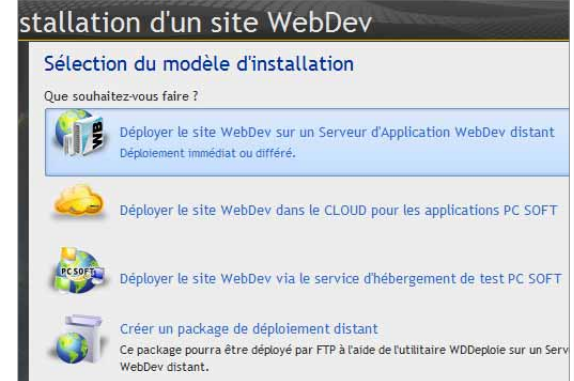 stallation d'un site WebDev
Sélection du modèle d'installation
Que souhaitez-vous faire ?
WB
Déployer le site WebDev sur un Serveur d'Application WebDev distant
Déploiement immédiat ou différé.
Déployer le site WebDev dans le CLOUD pour les applications PC SOFT
PC SOFT
Déployer le site WebDev via le service d'hébergement de test PC SOFT
Créer un package de déploiement distant
Ce package pourra être déployé par FTP à l'aide de l'utilitaire WDDeploie sur un Serv
WebDev distant.